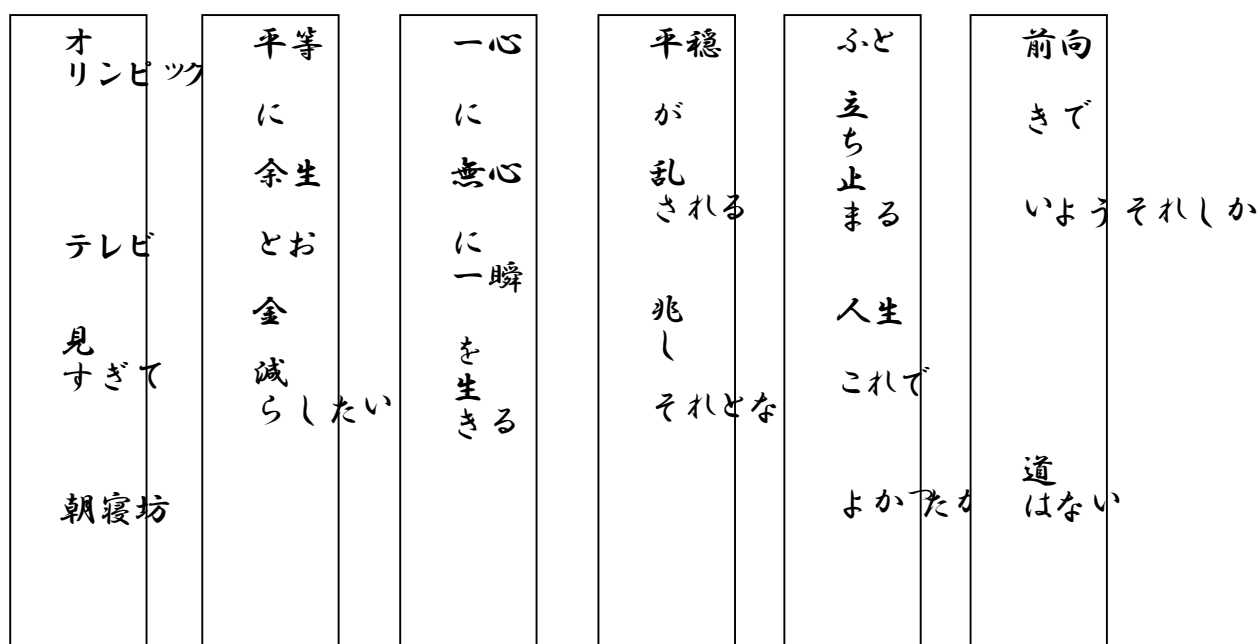 前向きでいようそれしか道はない
ふと立ち止まる人生これでよかったか
平穏が乱される兆しそれとな
一心に無心に一瞬を生きる
平等に余生とお金減らしたい
オリンピックテレビ見すぎて朝寝坊